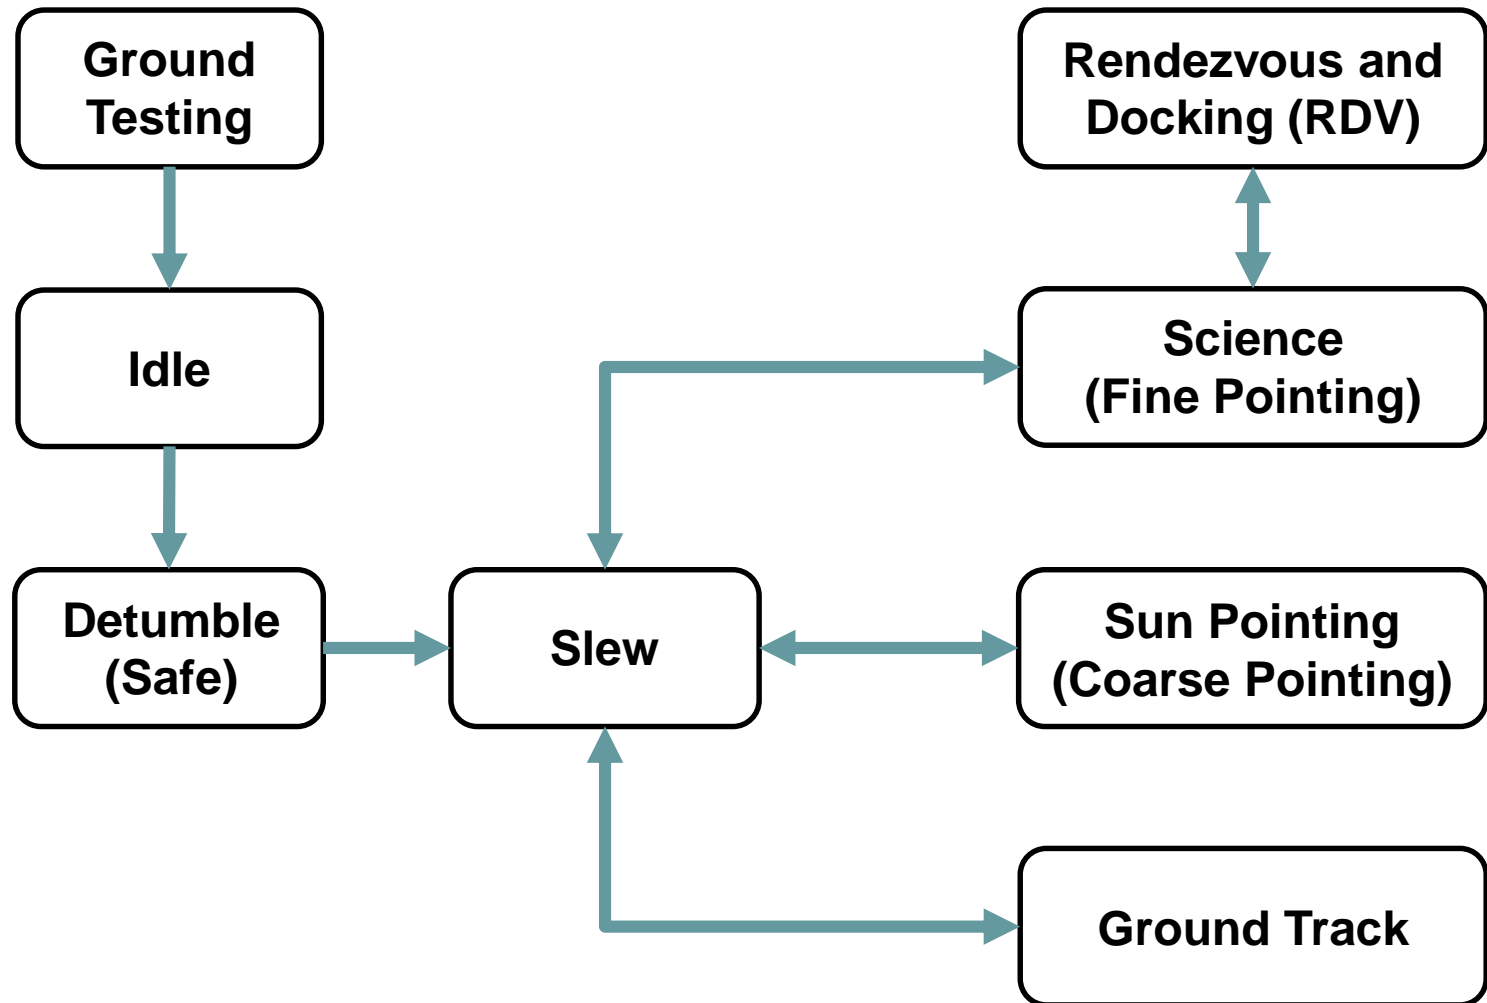 Ground
Testing
Rendezvous and
Docking (RDV)
Idle
Science
(Fine Pointing)
Detumble
(Safe)
Slew
Sun Pointing
(Coarse Pointing)
Ground Track